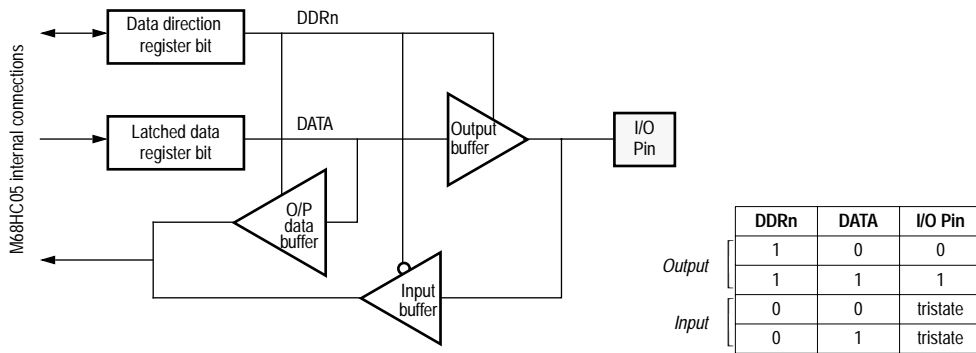 M68HC05 internal connections
Data direction
register bit
DDRn
Latched data
register bit
DATA
Output
buffer
I/O
Pin
O/P
data
buffer
Input
buffer
DDRn DATA I/O Pin
Output
1 0 0
1 1 1
Input
0 0 tristate
0 1 tristate